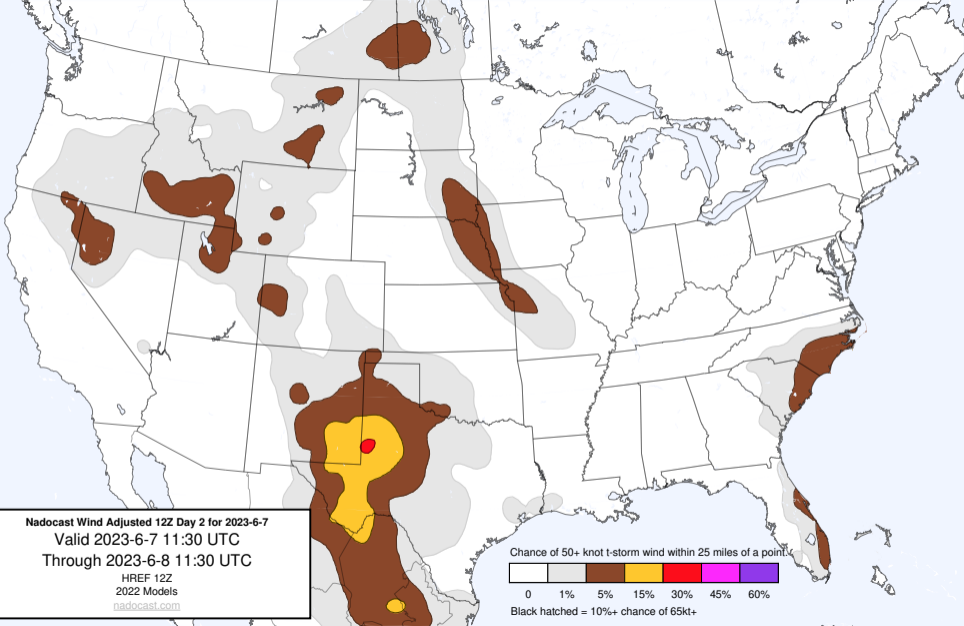 Nadocast Wind Adjusted 12Z Day 2 for 2023-6-7
Valid 2023-6-7 11:30 UTC
Through 2023-6-8 11:30 UTC
HREF 12Z
2022 Models
nadocast.com
Chance of 50+ knot t-storm wind within 25 miles of a point.
0 1% 5% 15% 30% 45% 60%
Black hatched = 10%+ chance of 65kt+